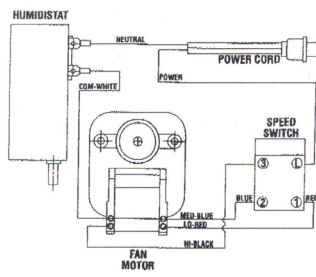 HUMIDISTAT
NEUTRAL
POWER CORD
POWER
COM-WHITE
SPEED
SWITCH
3 L
BLUE 2 1 RED
MED-BLUE
LO-RED
HI-BLACK
FAN
MOTOR